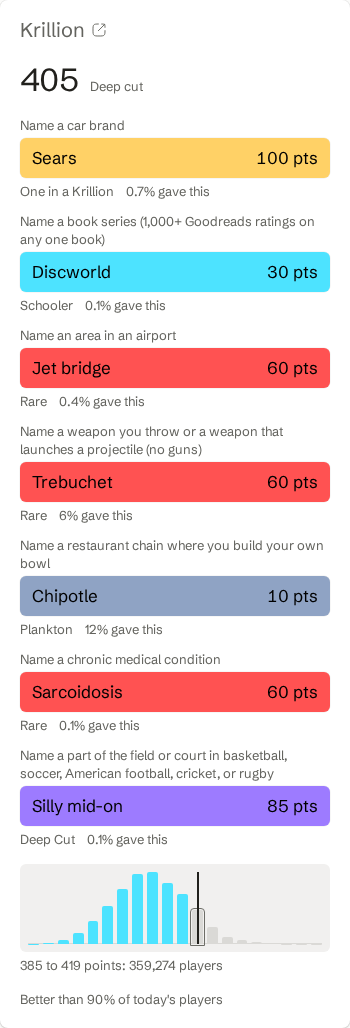 Krillion
405 Deep cut
Name a car brand
Sears 100 pts
One in a Krillion 0.7% gave this
Name a book series (1,000+ Goodreads ratings on
any one book)
Discworld 30 pts
Schooler 0.1% gave this
Name an area in an airport
Jet bridge 60 pts
Rare 0.4% gave this
Name a weapon you throw or a weapon that
launches a projectile (no guns)
Trebuchet 60 pts
Rare 6% gave this
Name a restaurant chain where you build your own
bowl
Chipotle 10 pts
Plankton 12% gave this
Name a chronic medical condition
Sarcoidosis 60 pts
Rare 0.1% gave this
Name a part of the field or court in basketball,
soccer, American football, cricket, or rugby
Silly mid-on 85 pts
Deep Cut 0.1% gave this
385 to 419 points: 359,274 players
Better than 90% of today's players